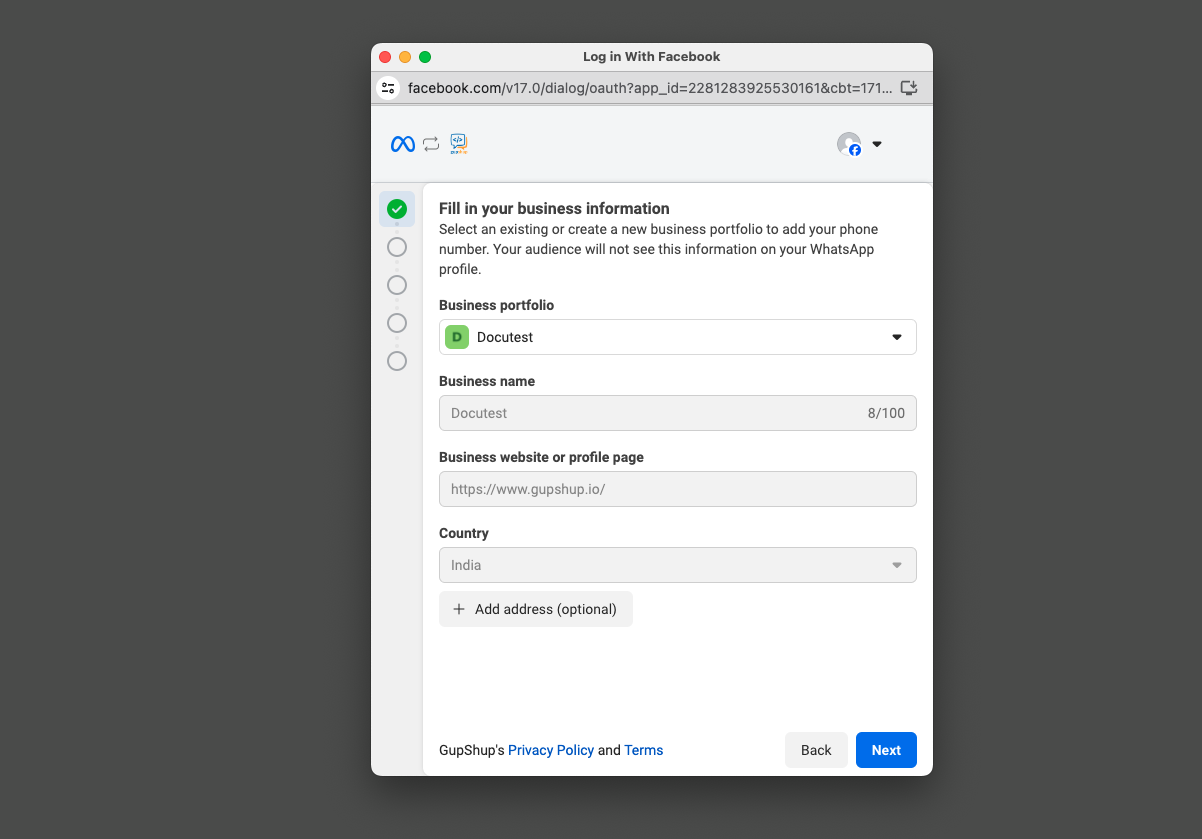 Log in With Facebook
facebook.com/v17.0/dialog/oauth?app_id=2281283925530161&cbt=171...
Fill in your business information
Select an existing or create a new business portfolio to add your phone
number. Your audience will not see this information on your WhatsApp
profile.
Business portfolio
D Docutest
Business name
Docutest 8/100
Business website or profile page
https://www.gupshup.io/
Country
India
Add address (optional)
GupShup's Privacy Policy and Terms
Back
Next